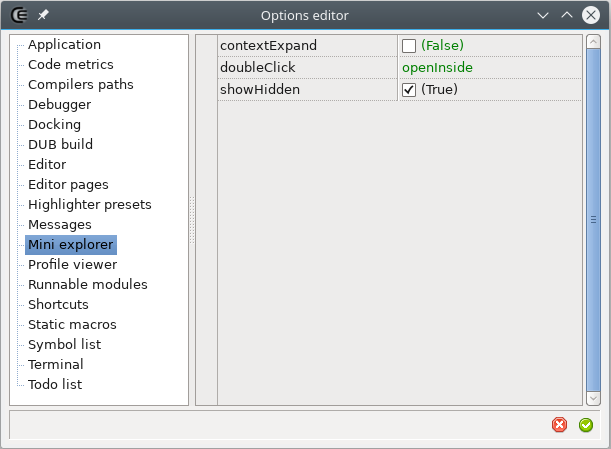 Options editor
Application
Code metrics
Compilers paths
Debugger
Docking
DUB build
Editor
Editor pages
Highlighter presets
Messages
Mini explorer
Profile viewer
Runnable modules
Shortcuts
Static macros
Symbol list
Terminal
Todo list
contextExpand (False)
doubleClick openInside
showHidden (True)